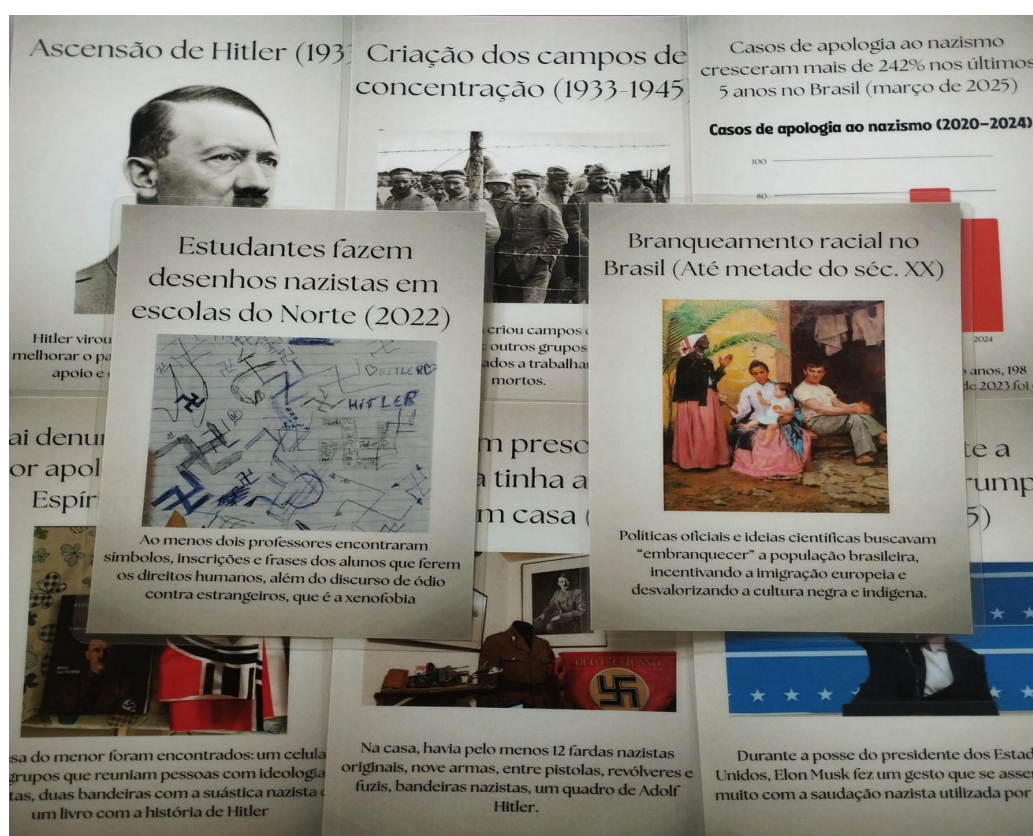 Ascensão de Hitler (193
Hitler virou
melhorar o pa
apoio e
Criação dos campos de
concentração (1933-1945
criou campos
outros grupos
ados a trabalha
mortos.
Casos de apologia ao nazismo
cresceram mais de 242% nos últimos
5 anos no Brasil (março de 2025)
Casos de apologia ao nazismo (2020–2024)
100
80
2024
anos, 198
de 2023 foi
Estudantes fazem
desenhos nazistas em
escolas do Norte (2022)
HITLER
HITLER
Ao menos dois professores encontraram
símbolos, inscrições e frases dos alunos que ferem
os direitos humanos, além do discurso de ódio
contra estrangeiros, que é a xenofobia
Branqueamento racial no
Brasil (Até metade do séc. XX)
Políticas oficiais e ideias científicas buscavam
“embranquecer” a população brasileira,
incentivando a imigração europeia e
desvalorizando a cultura negra e indígena.
ai denu
or apol
Espír
sa do menor foram encontrados: um celula
grupos que reuniam pessoas com ideologia
tas, duas bandeiras com a suástica nazista
um livro com a história de Hitler
m preso
a tinha a
m casa (
DEUTSCHLAND
Na casa, havia pelo menos 12 fardas nazistas
originais, nove armas, entre pistolas, revólveres e
fuzis, bandeiras nazistas, um quadro de Adolf
Hitler.
te a
rump
5)
Durante a posse do presidente dos Estad
Unidos, Elon Musk fez um gesto que se asse
muito com a saudação nazista utilizada por